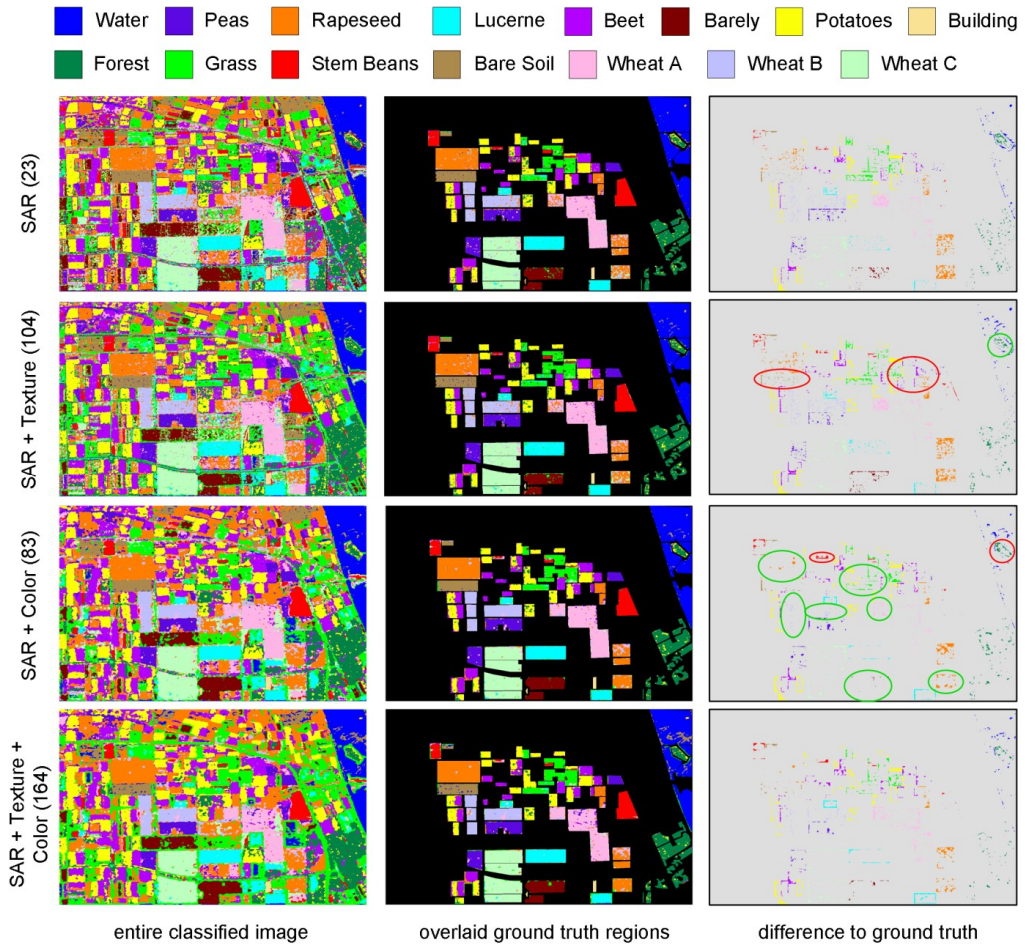 Water Peas Rapeseed Lucerne Beet Barely Potatoes Building
Forest Grass Stem Beans Bare Soil Wheat A Wheat B Wheat C
SAR (23)
SAR + Texture (104)
SAR + Color (83)
SAR + Texture +
Color (164)
entire classified image overlaid ground truth regions difference to ground truth